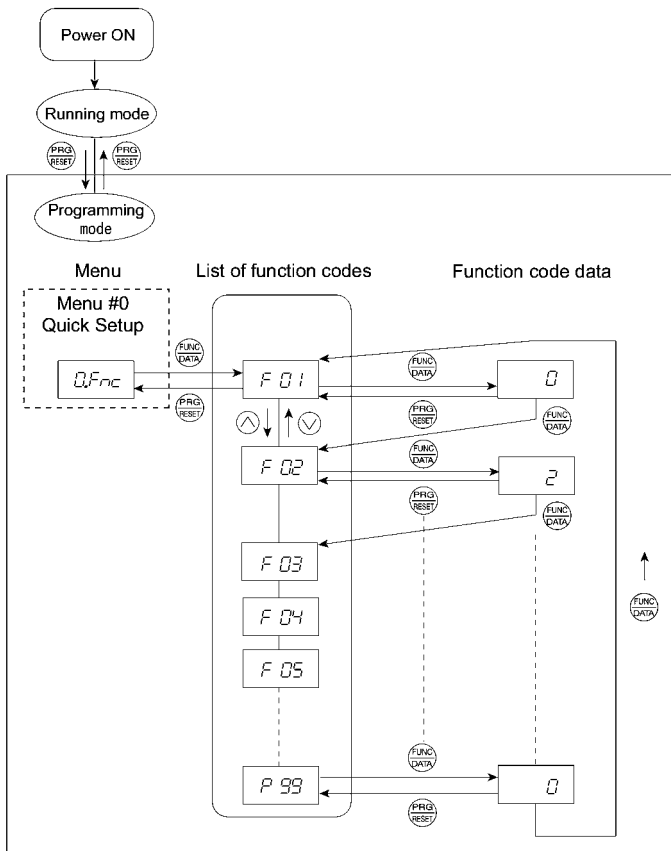 Power ON
Running mode
PRG
RESET
PRG
RESET
Programming
mode
Menu
List of function codes
Function code data
Menu #0
Quick Setup
FUNC
DATA
0.Fnc
PRG
RESET
F 01
FUNC
DATA
0
PRG
RESET
FUNC
DATA
F 02
FUNC
DATA
2
PRG
RESET
FUNC
DATA
F 03
FUNC
DATA
F 04
F 05
FUNC
DATA
P 99
0
PRG
RESET